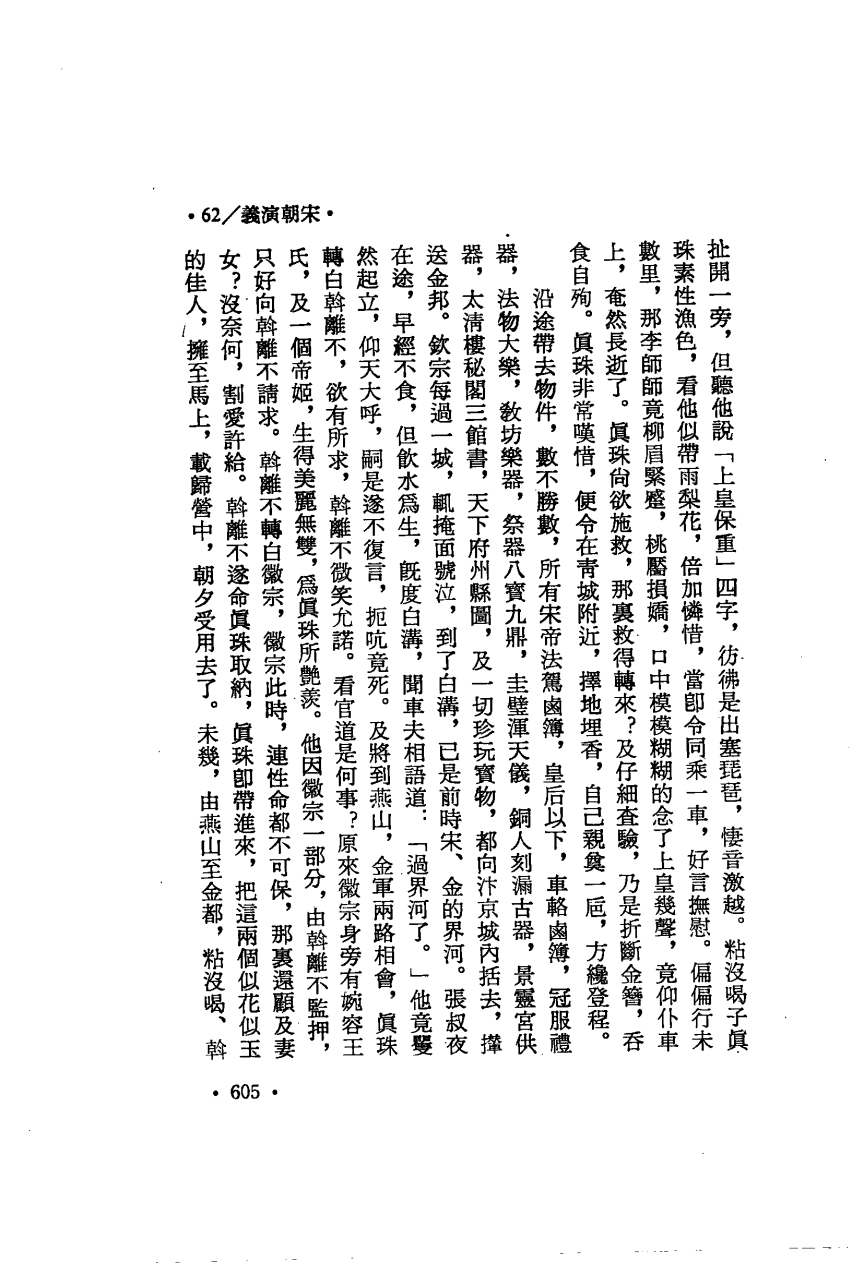 •62／義演朝宋•
扯開一旁，但聽他說「上皇保重」四字，彷彿是出塞琵琶，悽音激越。粘沒喝子眞
珠素性漁色，看他似帶雨梨花，倍加憐惜，當卽令同乘一車，好言撫慰。偏偏行未
數里，那李師師竟柳眉緊蹙，桃靨損嬌，口中模模糊糊的念了上皇幾聲，竟仰仆車
上，奄然長逝了。眞珠尙欲施救，那裏救得轉來？及仔細查驗，乃是折斷金簪，吞
食自殉。眞珠非常嘆惜，便令在靑城附近，擇地埋香，自己親奠一巵，方纔登程。
沿途帶去物件，數不勝數，所有宋帝法駕鹵簿，皇后以下，車輅鹵簿，冠服禮
器，法物大樂，敎坊樂器，祭器八寶九鼎，圭璧渾天儀，銅人刻漏古器，景靈宮供
器，太淸樓秘閣三館書，天下府州縣圖，及一切珍玩寶物，都向汴京城內括去，攆
送金邦。欽宗每過一城，輒掩面號泣，到了白溝，已是前時宋、金的界河。張叔夜
在途，早經不食，但飮水爲生，旣度白溝，聞車夫相語道：「過界河了。」他竟矍
然起立，仰天大呼，嗣是遂不復言，扼吭竟死。及將到燕山，金軍兩路相會，眞珠
轉白斡離不，欲有所求，斡離不微笑允諾。看官道是何事？原來徽宗身旁有婉容王
氏，及一個帝姬，生得美麗無雙，爲眞珠所艷羨。他因徽宗一部分，由斡離不監押，
只好向斡離不請求。斡離不轉白徽宗，徽宗此時，連性命都不可保，那裏還顧及妻
女？沒奈何，割愛許給。斡離不遂命眞珠取納，眞珠卽帶進來，把這兩個似花似玉
的佳人，擁至馬上，載歸營中，朝夕受用去了。未幾，由燕山至金都，粘沒喝、斡
•605•